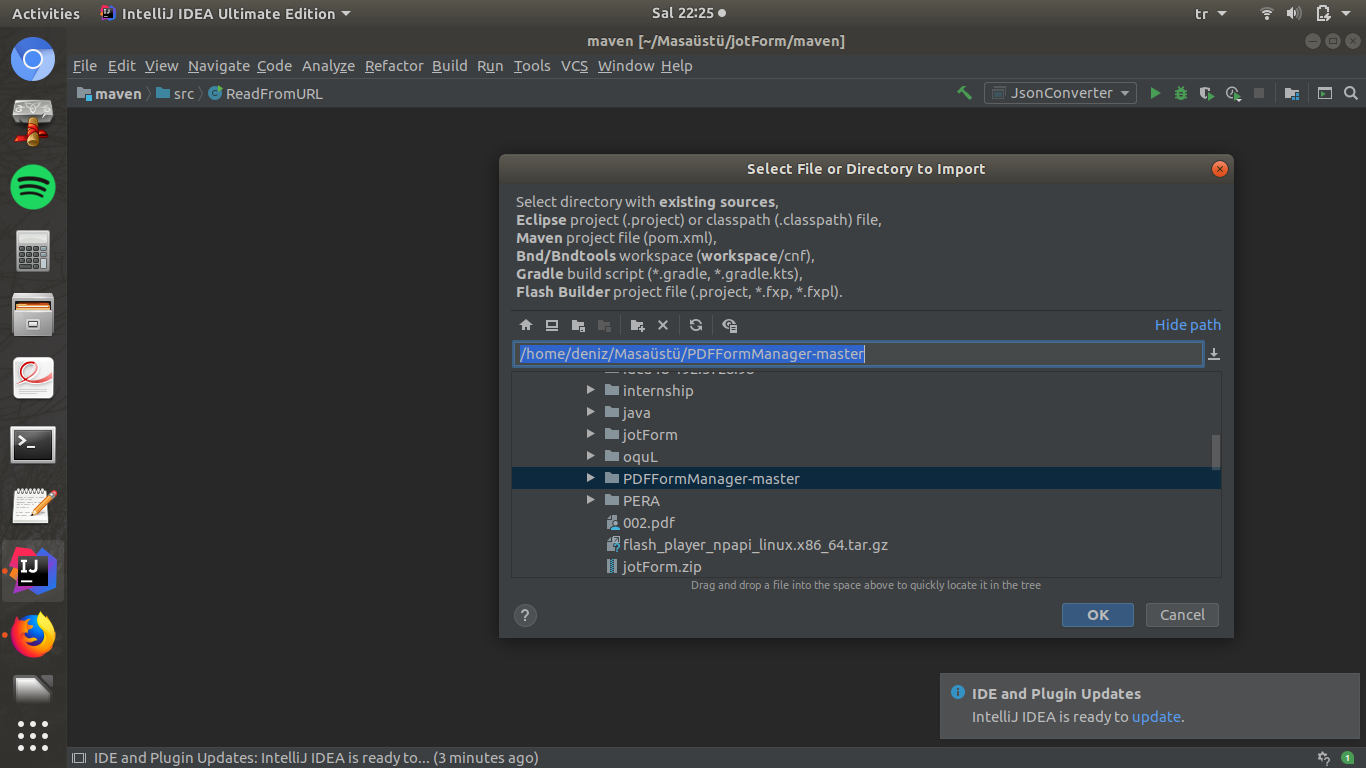 Activities IntelliJ IDEA Ultimate Edition Sal 22:25 tr
maven [~/Masaüstü/jotForm/maven]
File Edit View Navigate Code Analyze Refactor Build Run Tools VCS Window Help
maven src ReadFromURL JsonConverter
Select File or Directory to Import
Select directory with existing sources,
Eclipse project (.project) or classpath (.classpath) file,
Maven project file (pom.xml),
Bnd/Bndtools workspace (workspace/cnf),
Gradle build script (*.gradle, *.gradle.kts),
Flash Builder project file (.project, *.fxp, *.fxpl).
Hide path
/home/deniz/Masaüstü/PDFFormManager-master
internship
java
jotForm
oquL
PDFFormManager-master
PERA
002.pdf
flash_player_npapi_linux.x86_64.tar.gz
jotForm.zip
Drag and drop a file into the space above to quickly locate it in the tree
? OK Cancel
IDE and Plugin Updates
IntelliJ IDEA is ready to update.
IDE and Plugin Updates: IntelliJ IDEA is ready to... (3 minutes ago) 1